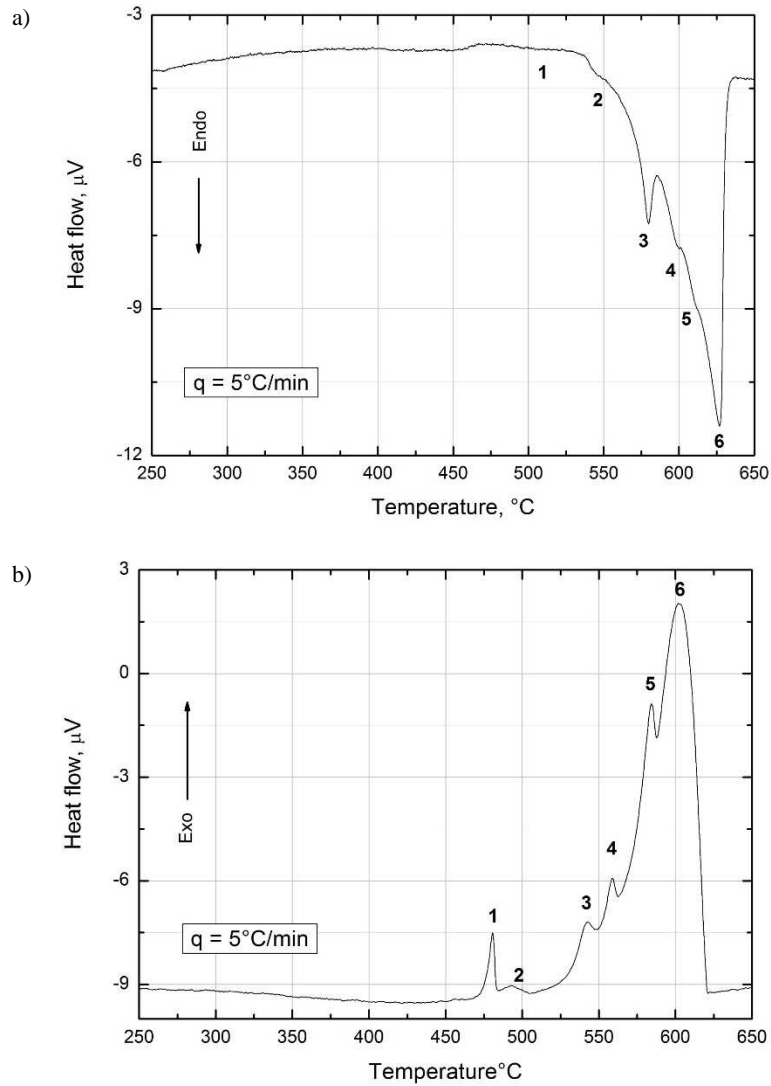 a)
-3
-6
-9
-12
Heat flow, μV
Endo
1
2
3
4
5
6
q = 5°C/min
250 300 350 400 450 500 550 600 650
Temperature, °C
b)
3
0
-3
-6
-9
Heat flow, μV
Exo
1
2
3
4
5
6
q = 5°C/min
250 300 350 400 450 500 550 600 650
Temperature°C